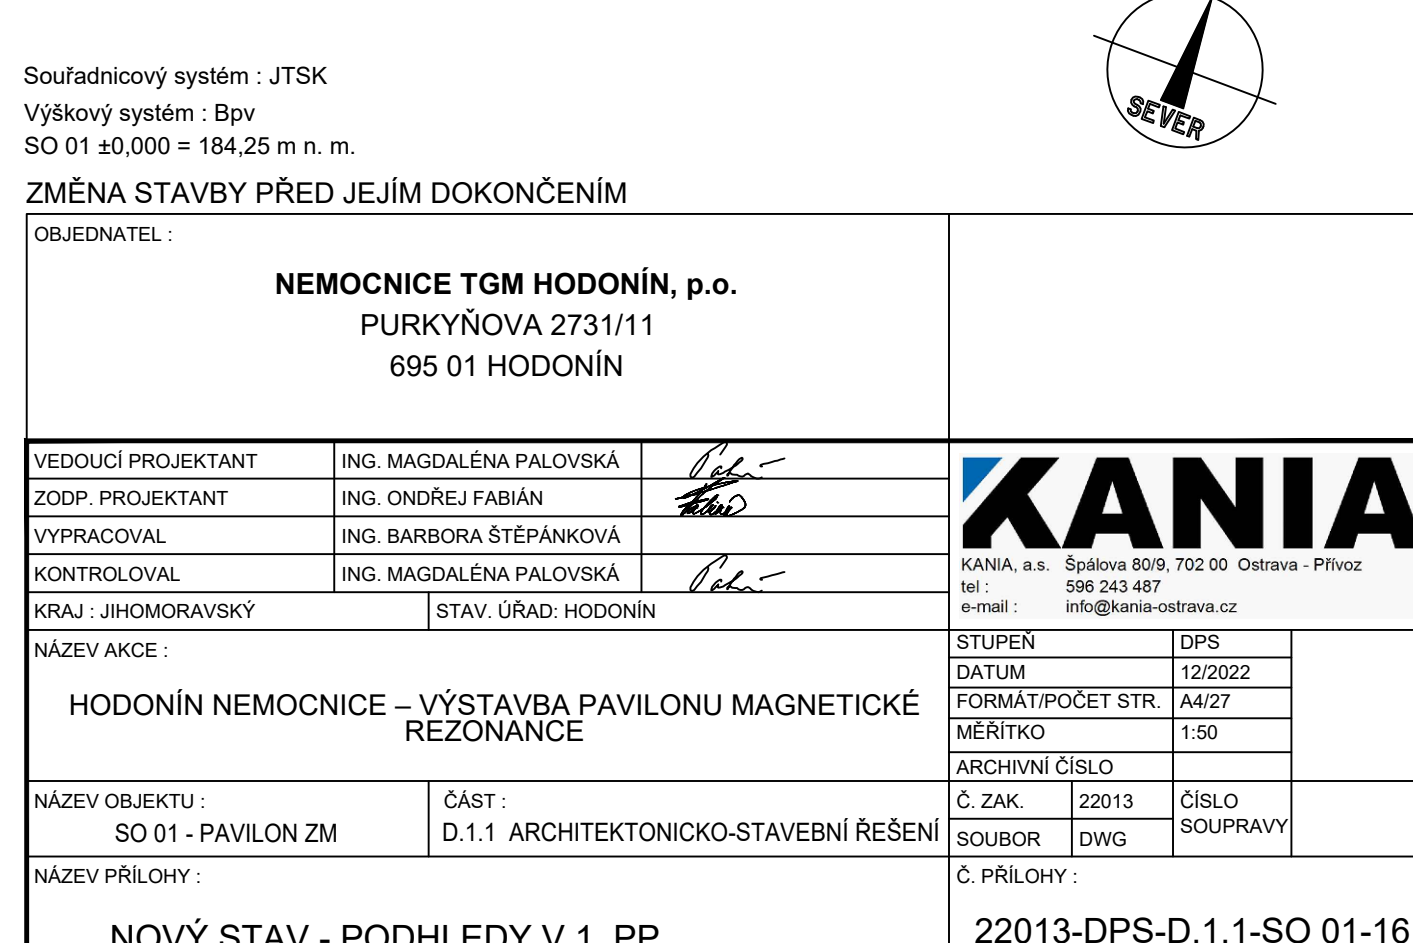 SEVER
Souřadnicový systém : JTSK
Výškový systém : Bpv
SO 01 ±0,000 = 184,25 m n. m.
ZMĚNA STAVBY PŘED JEJÍM DOKONČENÍM
OBJEDNATEL :
NEMOCNICE TGM HODONÍN, p.o.
PURKYŇOVA 2731/11
695 01 HODONÍN
VEDOUCÍ PROJEKTANT ING. MAGDALÉNA PALOVSKÁ
ZODP. PROJEKTANT ING. ONDŘEJ FABIÁN
VYPRACOVAL ING. BARBORA ŠTĚPÁNKOVÁ
KONTROLOVAL ING. MAGDALÉNA PALOVSKÁ
KRAJ : JIHOMORAVSKÝ STAV. ÚŘAD: HODONÍN
KANIA
KANIA, a.s. Špálova 80/9, 702 00 Ostrava - Přívoz
tel : 596 243 487
e-mail : info@kania-ostrava.cz
NÁZEV AKCE :
HODONÍN NEMOCNICE – VÝSTAVBA PAVILONU MAGNETICKÉ
REZONANCE
STUPEŇ DPS
DATUM 12/2022
FORMÁT/POČET STR. A4/27
MĚŘÍTKO 1:50
ARCHIVNÍ ČÍSLO
NÁZEV OBJEKTU :
SO 01 - PAVILON ZM
ČÁST :
D.1.1 ARCHITEKTONICKO-STAVEBNÍ ŘEŠENÍ
Č. ZAK. 22013 ČÍSLO
SOUPRAVY
SOUBOR DWG
NÁZEV PŘÍLOHY :
NOVÝ STAV - PODHLEDY V 1. PP
Č. PŘÍLOHY :
22013-DPS-D.1.1-SO 01-16